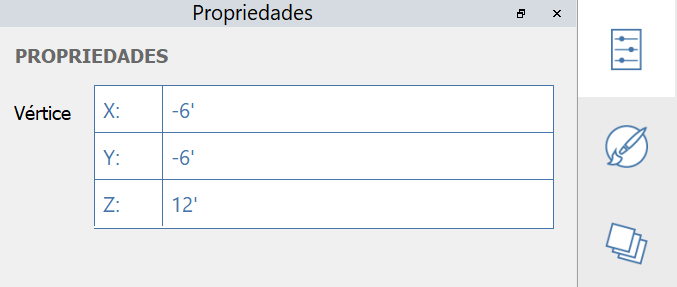 Propriedades
PROPRIEDADES
Vértice
X: -6'
Y: -6'
Z: 12'